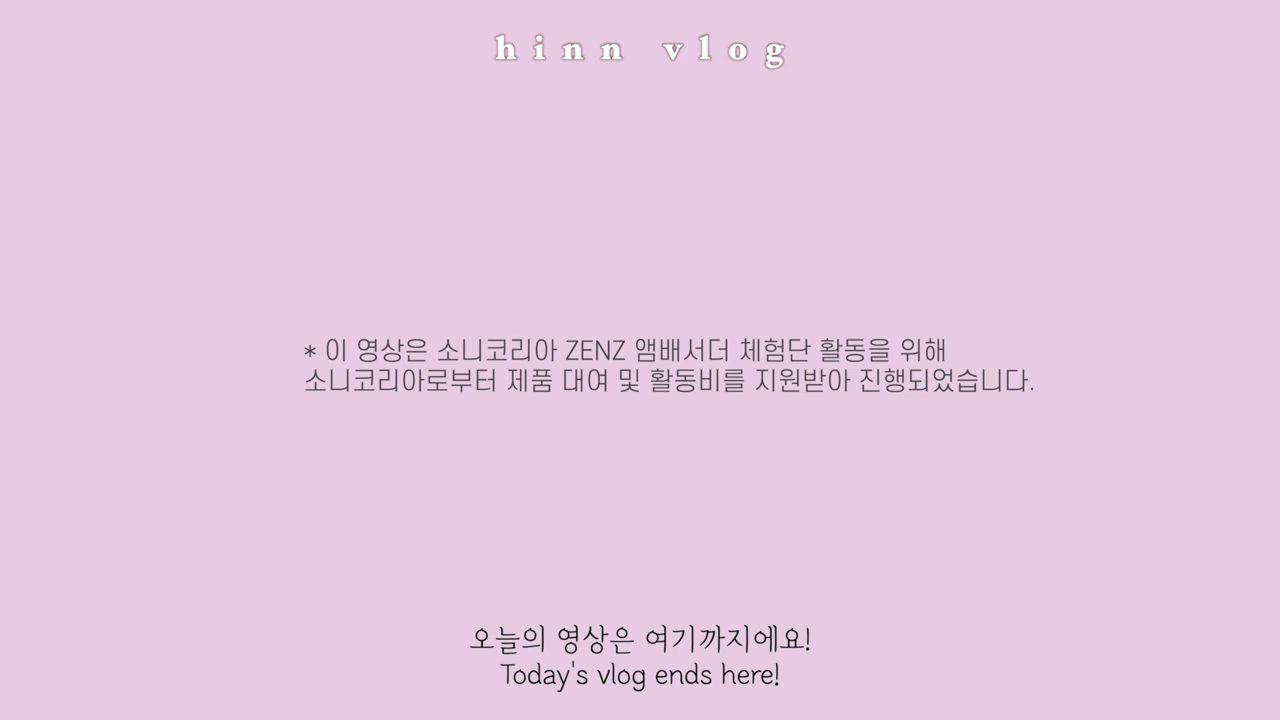 hinn vlog
* 이 영상은 소니코리아 ZENZ 앰배서더 체험단 활동을 위해
소니코리아로부터 제품 대여 및 활동비를 지원받아 진행되었습니다.
오늘의 영상은 여기까지에요!
Today's vlog ends here!